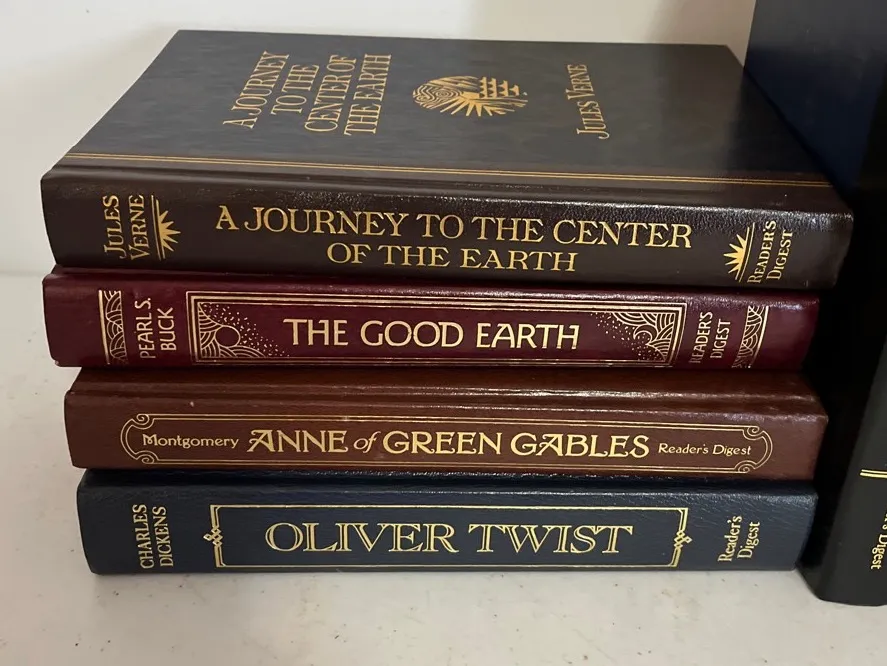 A JOURNEY
TO THE
CENTER OF
THE EARTH
JULES VERNE
JULES
VERNE
A JOURNEY TO THE CENTER
OF THE EARTH
READER'S
DIGEST
PEARL S.
BUCK
THE GOOD EARTH
READER'S
DIGEST
Montgomery
ANNE of GREEN GABLES
Reader's Digest
CHARLES
DICKENS
OLIVER TWIST
Reader's
Digest
Digest